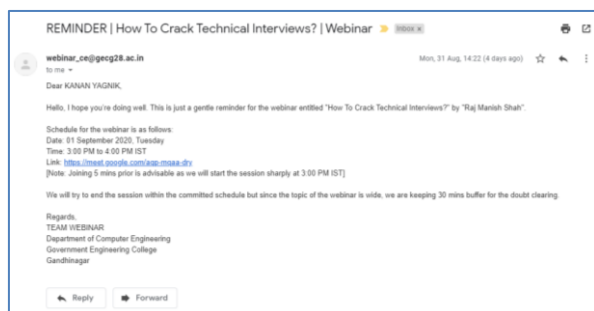 REMINDER | How To Crack Technical Interviews? | Webinar
Inbox x
webinar_ce@gecg28.ac.in
Mon, 31 Aug, 14:22 (4 days ago)
to me
Dear KANAN YAGNIK,
Hello, I hope you're doing well. This is just a gentle reminder for the webinar entitled "How To Crack Technical Interviews?" by "Raj Manish Shah".
Schedule for the webinar is as follows:
Date: 01 September 2020, Tuesday
Time: 3:00 PM to 4:00 PM IST
Link: https://meet.google.com/aqp-mqaa-dry
[Note: Joining 5 mins prior is advisable as we will start the session sharply at 3:00 PM IST]
We will try to end the session within the committed schedule but since the topic of the webinar is wide, we are keeping 30 mins buffer for the doubt clearing.
Regards,
TEAM WEBINAR
Department of Computer Engineering
Government Engineering College
Gandhinagar
Reply
Forward